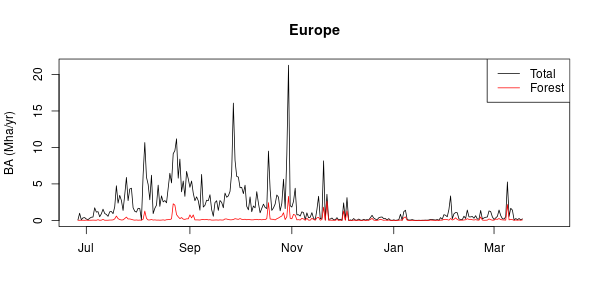 Europe
Total
Forest
BA (Mha/yr)
20
15
10
5
0
Jul Sep Nov Jan Mar